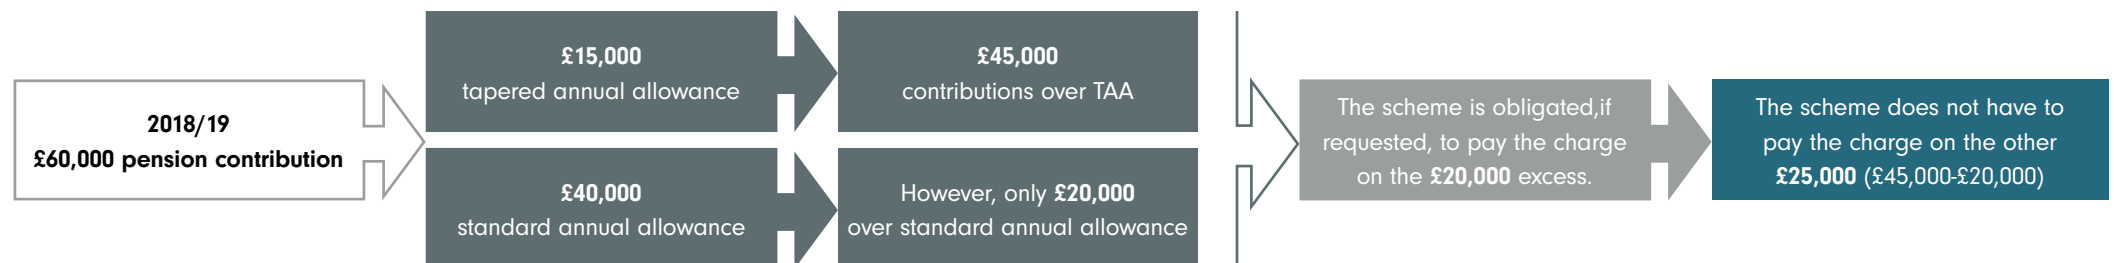 2018/19
£60,000 pension contribution
£15,000
tapered annual allowance
£45,000
contributions over TAA
£40,000
standard annual allowance
However, only £20,000
over standard annual allowance
The scheme is obligated,if
requested, to pay the charge
on the £20,000 excess.
The scheme does not have to
pay the charge on the other
£25,000 (£45,000-£20,000)